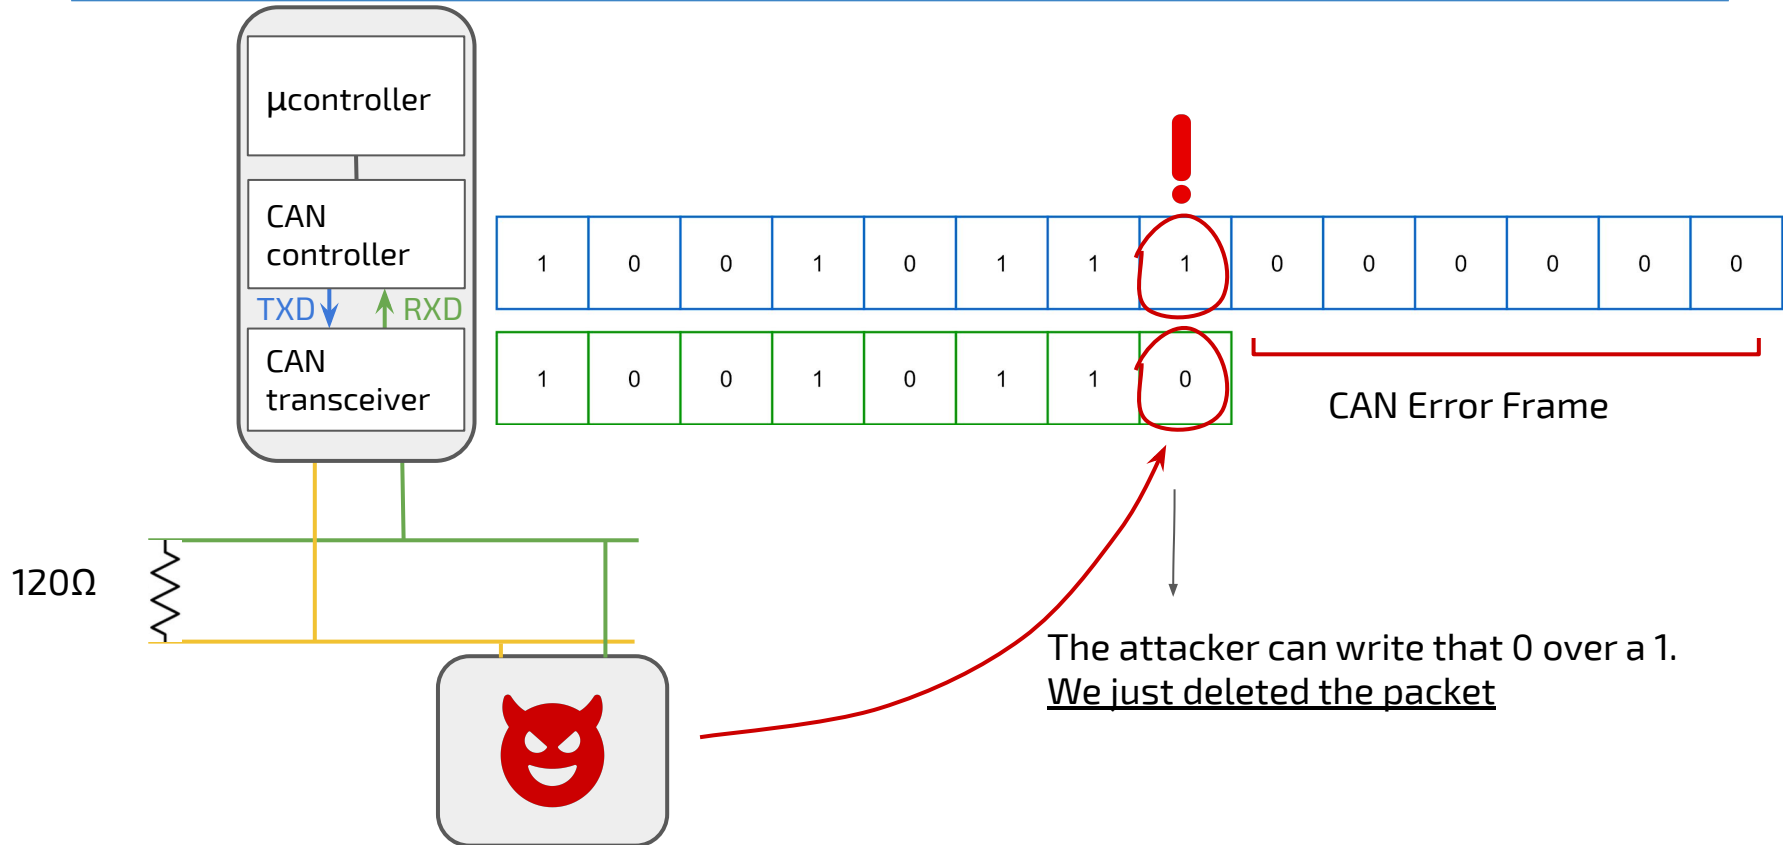 μcontroller
CAN
controller
TXD RXD
CAN
transceiver
1 0 0 1 0 1 1 1 0 0 0 0 0 0
1 0 0 1 0 1 1 0
CAN Error Frame
120Ω
The attacker can write that 0 over a 1.
We just deleted the packet